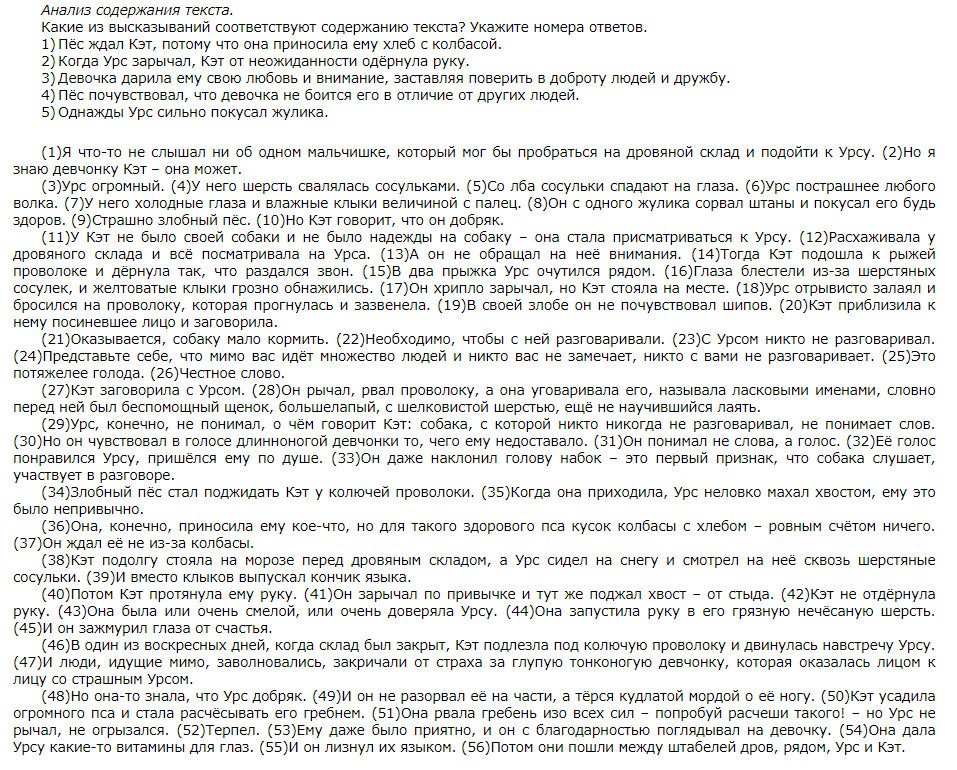 Анализ содержания текста.
Какие из высказываний соответствуют содержанию текста? Укажите номера ответов.
1) Пёс ждал Кэт, потому что она приносила ему хлеб с колбасой.
2) Когда Урс зарычал, Кэт от неожиданности одёрнула руку.
3) Девочка дарила ему свою любовь и внимание, заставляя поверить в доброту людей и дружбу.
4) Пёс почувствовал, что девочка не боится его в отличие от других людей.
5) Однажды Урс сильно покусал жулика.
(1)Я что-то не слышал ни об одном мальчишке, который мог бы пробраться на дровяной склад и подойти к Урсу. (2)Но я
знаю девчонку Кэт – она может.
(3)Урс огромный. (4)У него шерсть свалялась сосульками. (5)Со лба сосульки спадают на глаза. (6)Урс пострашнее любого
волка. (7)У него холодные глаза и влажные клыки величиной с палец. (8)Он с одного жулика сорвал штаны и покусал его будь
здоров. (9)Страшно злобный пёс. (10)Но Кэт говорит, что он добряк.
(11)У Кэт не было своей собаки и не было надежды на собаку – она стала присматриваться к Урсу. (12)Расхаживала у
дровяного склада и всё посматривала на Урса. (13)А он не обращал на неё внимания. (14)Тогда Кэт подошла к рыжей
проволоке и дёрнула так, что раздался звон. (15)В два прыжка Урс очутился рядом. (16)Глаза блестели из-за шерстяных
сосулек, и желтоватые клыки грозно обнажились. (17)Он хрипло зарычал, но Кэт стояла на месте. (18)Урс отрывисто залаял и
бросился на проволоку, которая прогнулась и зазвенела. (19)В своей злобе он не почувствовал шипов. (20)Кэт приблизила к
нему посиневшее лицо и заговорила.
(21)Оказывается, собаку мало кормить. (22)Необходимо, чтобы с ней разговаривали. (23)С Урсом никто не разговаривал.
(24)Представьте себе, что мимо вас идёт множество людей и никто вас не замечает, никто с вами не разговаривает. (25)Это
потяжелее голода. (26)Честное слово.
(27)Кэт заговорила с Урсом. (28)Он рычал, рвал проволоку, а она уговаривала его, называла ласковыми именами, словно
перед ней был беспомощный щенок, большелапый, с шелковистой шерстью, ещё не научившийся лаять.
(29)Урс, конечно, не понимал, о чём говорит Кэт: собака, с которой никто никогда не разговаривал, не понимает слов.
(30)Но он чувствовал в голосе длинноногой девчонки то, чего ему недоставало. (31)Он понимал не слова, а голос. (32)Её голос
понравился Урсу, пришёлся ему по душе. (33)Он даже наклонил голову набок – это первый признак, что собака слушает,
участвует в разговоре.
(34)Злобный пёс стал поджидать Кэт у колючей проволоки. (35)Когда она приходила, Урс неловко махал хвостом, ему это
было непривычно.
(36)Она, конечно, приносила ему кое-что, но для такого здорового пса кусок колбасы с хлебом – ровным счётом ничего.
(37)Он ждал её не из-за колбасы.
(38)Кэт подолгу стояла на морозе перед дровяным складом, а Урс сидел на снегу и смотрел на неё сквозь шерстяные
сосульки. (39)И вместо клыков выпускал кончик языка.
(40)Потом Кэт протянула ему руку. (41)Он зарычал по привычке и тут же поджал хвост – от стыда. (42)Кэт не отдёрнула
руку. (43)Она была или очень смелой, или очень доверяла Урсу. (44)Она запустила руку в его грязную нечёсаную шерсть.
(45)И он зажмурил глаза от счастья.
(46)В один из воскресных дней, когда склад был закрыт, Кэт подлезла под колючую проволоку и двинулась навстречу Урсу.
(47)И люди, идущие мимо, заволновались, закричали от страха за глупую тонконогую девчонку, которая оказалась лицом к
лицу со страшным Урсом.
(48)Но она-то знала, что Урс добряк. (49)И он не разорвал её на части, а тёрся кудлатой мордой о её ногу. (50)Кэт усадила
огромного пса и стала расчёсывать его гребнем. (51)Она рвала гребень изо всех сил – попробуй расчеши такого! – но Урс не
рычал, не огрызался. (52)Терпел. (53)Ему даже было приятно, и он с благодарностью поглядывал на девочку. (54)Она дала
Урсу какие-то витамины для глаз. (55)И он лизнул их языком. (56)Потом они пошли между штабелей дров, рядом, Урс и Кэт.